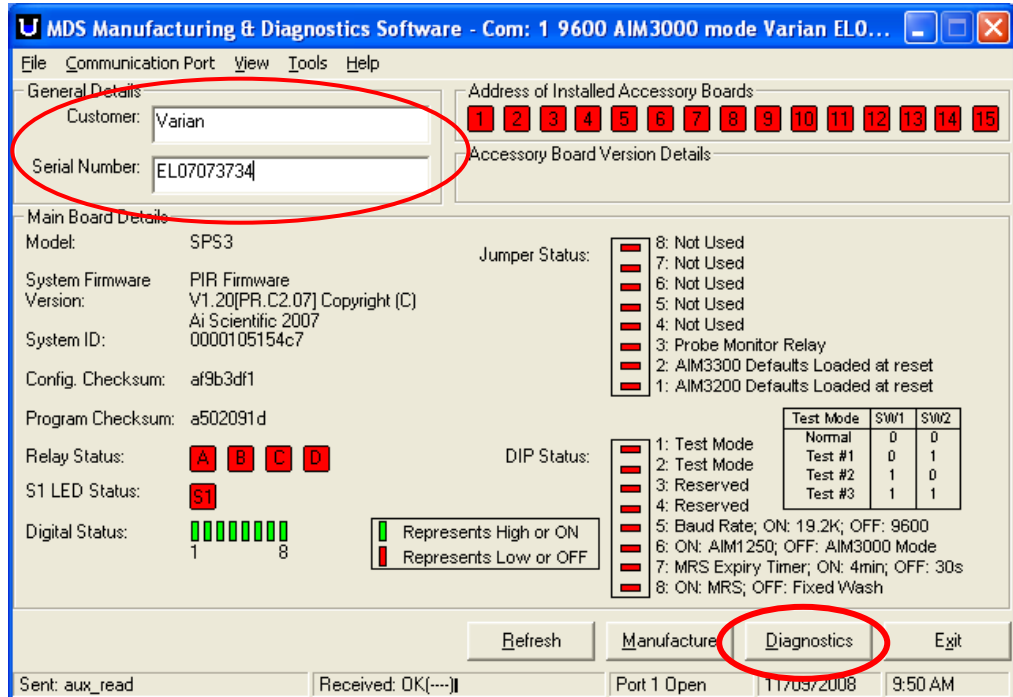 MDS Manufacturing & Diagnostics Software - Com: 1 9600 AIM3000 mode Varian EL0...
File Communication Port View Tools Help
General Details
Customer: Varian
Serial Number: EL07073734
Address of Installed Accessory Boards
1 2 3 4 5 6 7 8 9 10 11 12 13 14 15
Accessory Board Version Details
Main Board Details
Model: SPS3
System Firmware Version: PIR Firmware
V1.20[PR.C2.07] Copyright (C)
Ai Scientific 2007
System ID: 0000105154c7
Config. Checksum: af9b3df1
Program Checksum: a502091d
Relay Status: A B C D
S1 LED Status: S1
Digital Status:
1 8
Represents High or ON
Represents Low or OFF
Jumper Status:
8: Not Used
7: Not Used
6: Not Used
5: Not Used
4: Not Used
3: Probe Monitor Relay
2: AIM3300 Defaults Loaded at reset
1: AIM3200 Defaults Loaded at reset
Test Mode SW1 SW2
Normal 0 0
Test #1 0 1
Test #2 1 0
Test #3 1 1
DIP Status:
1: Test Mode
2: Test Mode
3: Reserved
4: Reserved
5: Baud Rate; ON: 19.2K; OFF: 9600
6: ON: AIM1250; OFF: AIM3000 Mode
7: MRS Expiry Timer; ON: 4min; OFF: 30s
8: ON: MRS; OFF: Fixed Wash
Refresh Manufacture Diagnostics Exit
Sent: aux_read Received: OK(----) Port 1 Open 11/09/2008 9:50 AM